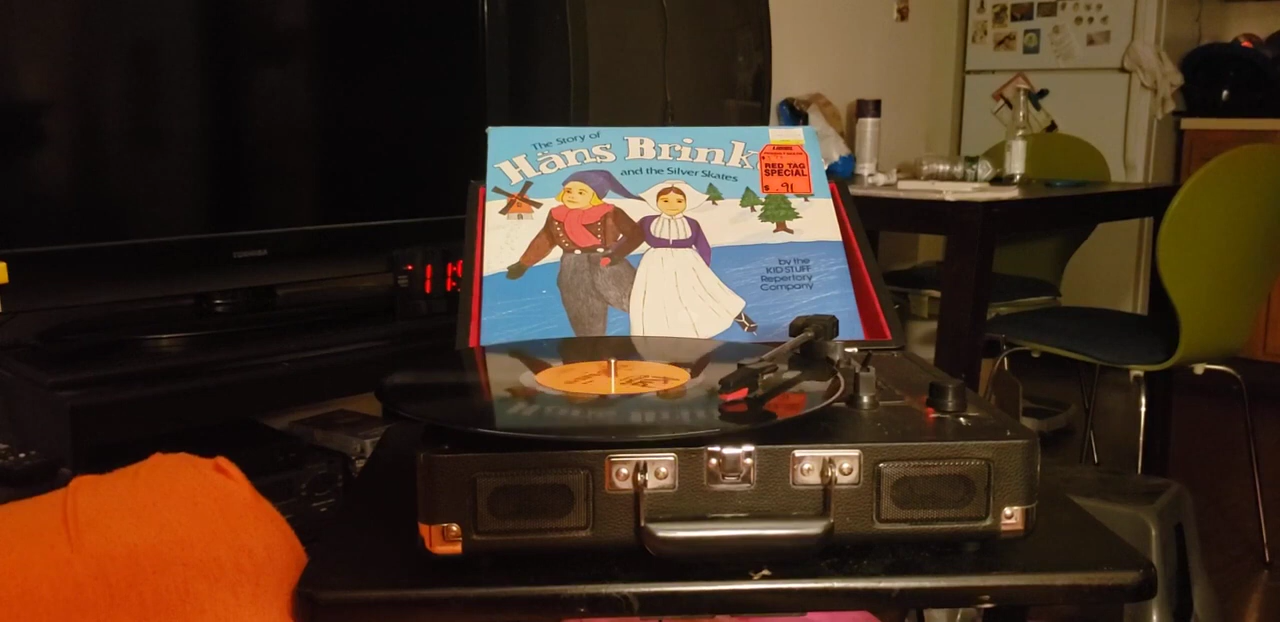 The Story of
Häns Brink
and the Silver Skates
RED TAG
SPECIAL
$ .91
by the
KID STUFF
Repertory
Company
TOSHIBA